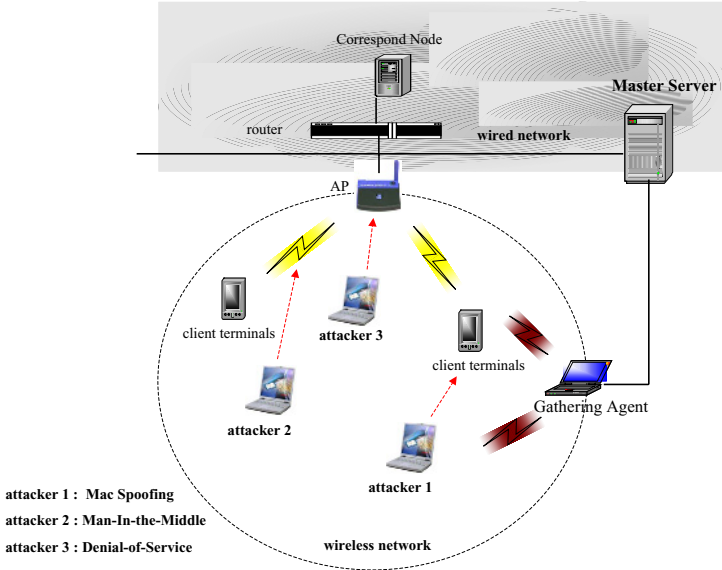 Correspond Node
Master Server
router
wired network
AP
client terminals
attacker 3
client terminals
attacker 2
Gathering Agent
attacker 1
attacker 1 : Mac Spoofing
attacker 2 : Man-In-the-Middle
attacker 3 : Denial-of-Service
wireless network